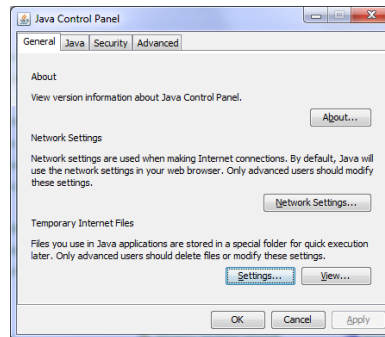 Java Control Panel
General Java Security Advanced
About
View version information about Java Control Panel.
About...
Network Settings
Network settings are used when making Internet connections. By default, Java will
use the network settings in your web browser. Only advanced users should modify
these settings.
Network Settings...
Temporary Internet Files
Files you use in Java applications are stored in a special folder for quick execution
later. Only advanced users should delete files or modify these settings.
Settings... View...
OK Cancel Apply